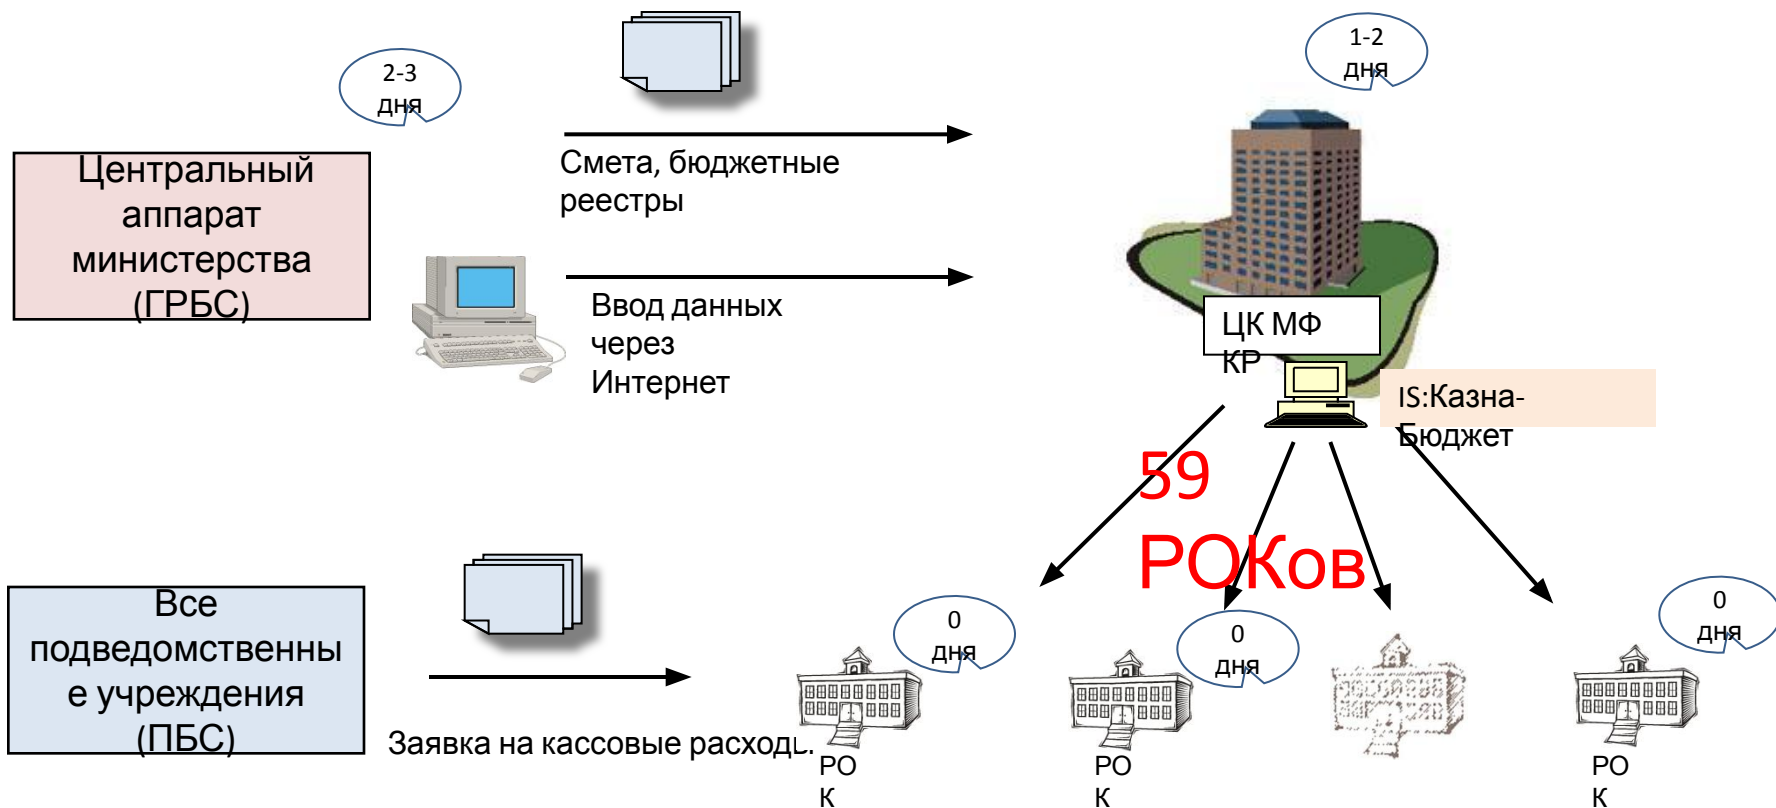 2-3
дня
1-2
дня
Центральный
аппарат
министерства
(ГРБС)
Смета, бюджетные
реестры
Ввод данных
через
Интернет
ЦК МФ
КР
IS:Казна-
Бюджет
59
РОКов
Все
подведомственны
е учреждения
(ПБС)
Заявка на кассовые расходы
0
дня
0
дня
0
дня
РО
К
РО
К
РО
К